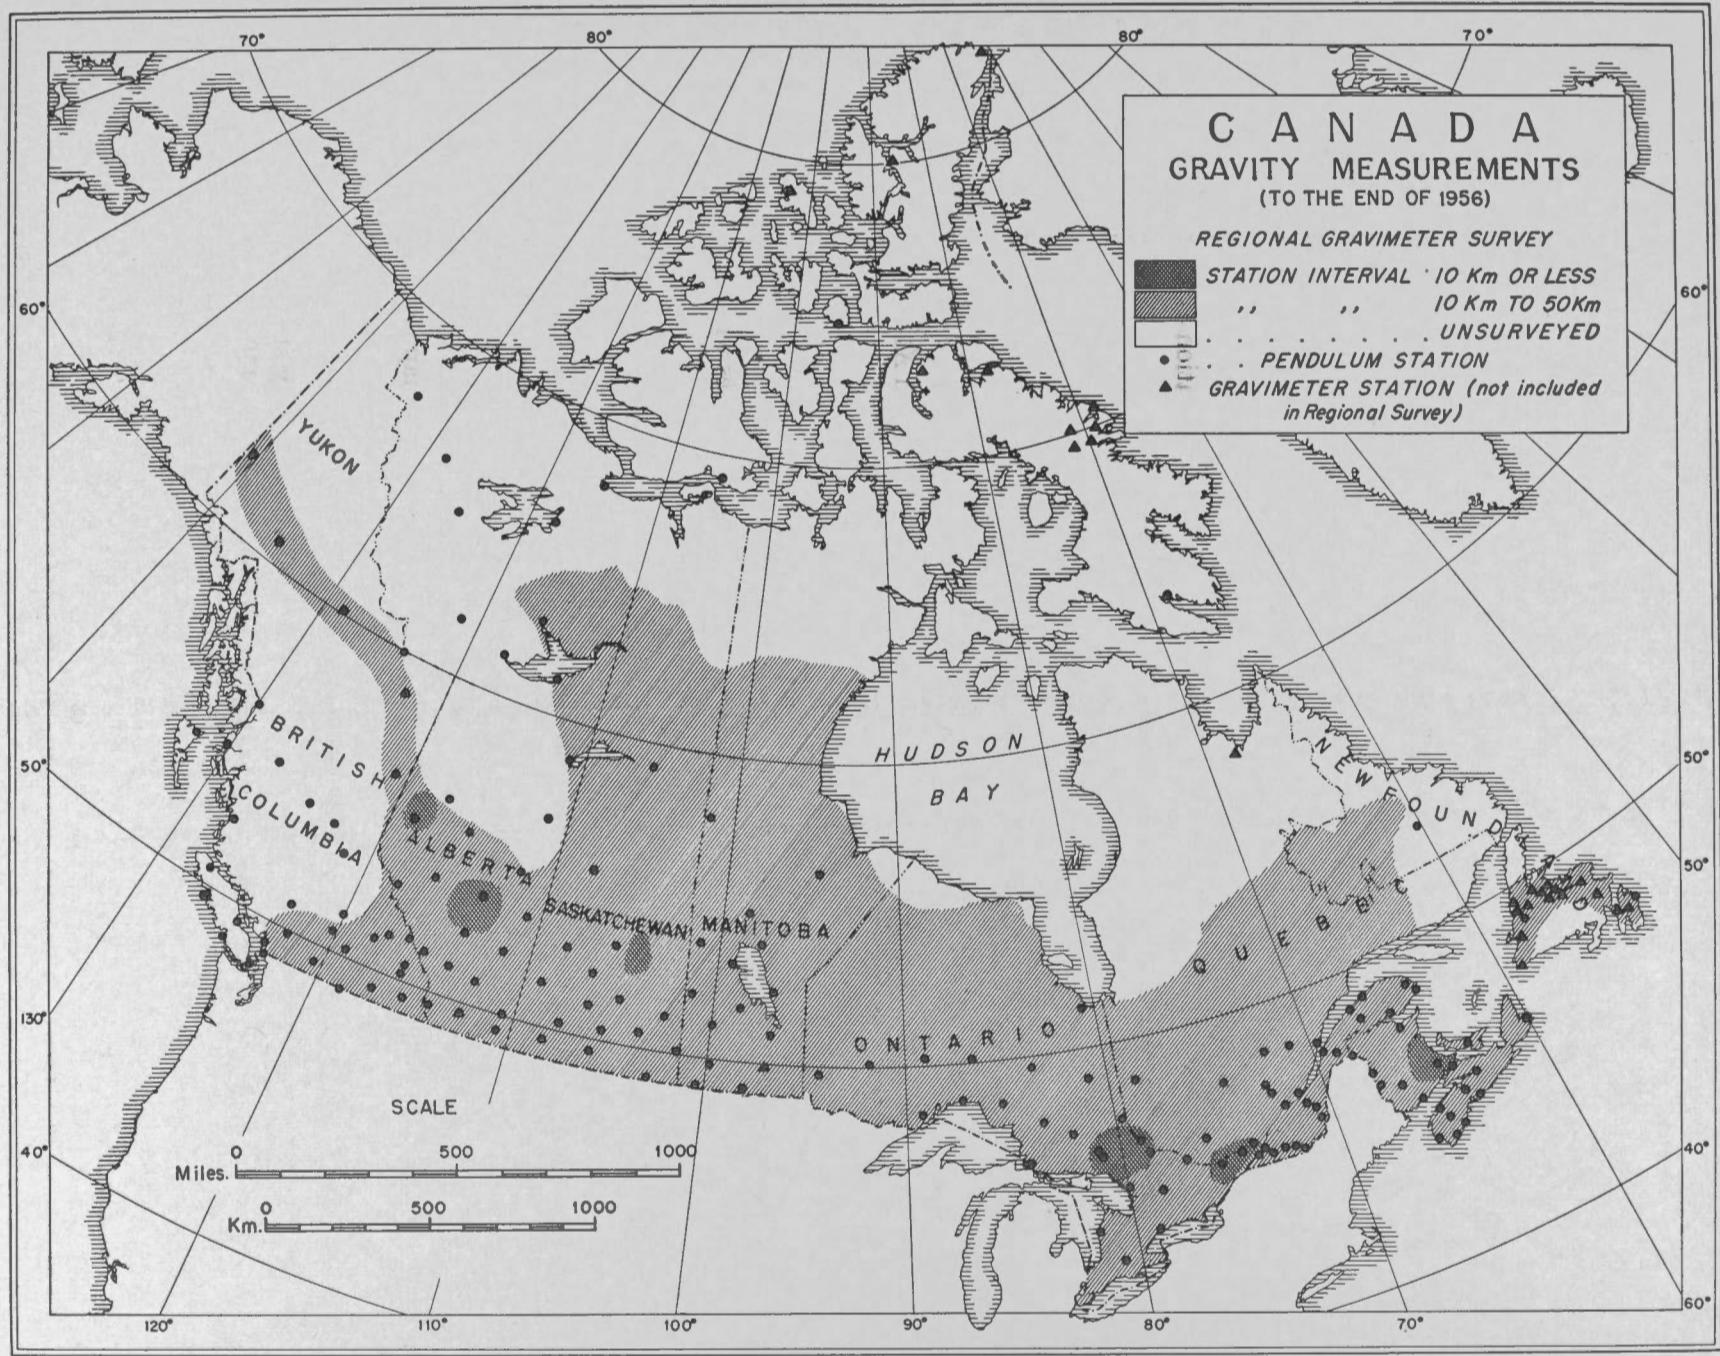 70°
80°
80°
70°
CANADA
GRAVITY MEASUREMENTS
(TO THE END OF 1956)
REGIONAL GRAVIMETER SURVEY
STATION INTERVAL 10 Km OR LESS
,, ,, 10 Km TO 50Km
. . . . . . . . . UNSURVEYED
. . PENDULUM STATION
GRAVIMETER STATION (not included
in Regional Survey)
60°
60°
YUKON
BRITISH
COLUMBIA
ALBERTA
SASKATCHEWAN
MANITOBA
HUDSON
BAY
ONTARIO
QUEBEC
NEWFOUNDLAND
50°
50°
50°
130°
40°
40°
60°
SCALE
0 500 1000
Miles.
0 500 1000
Km.
120°
110°
100°
90°
80°
70°